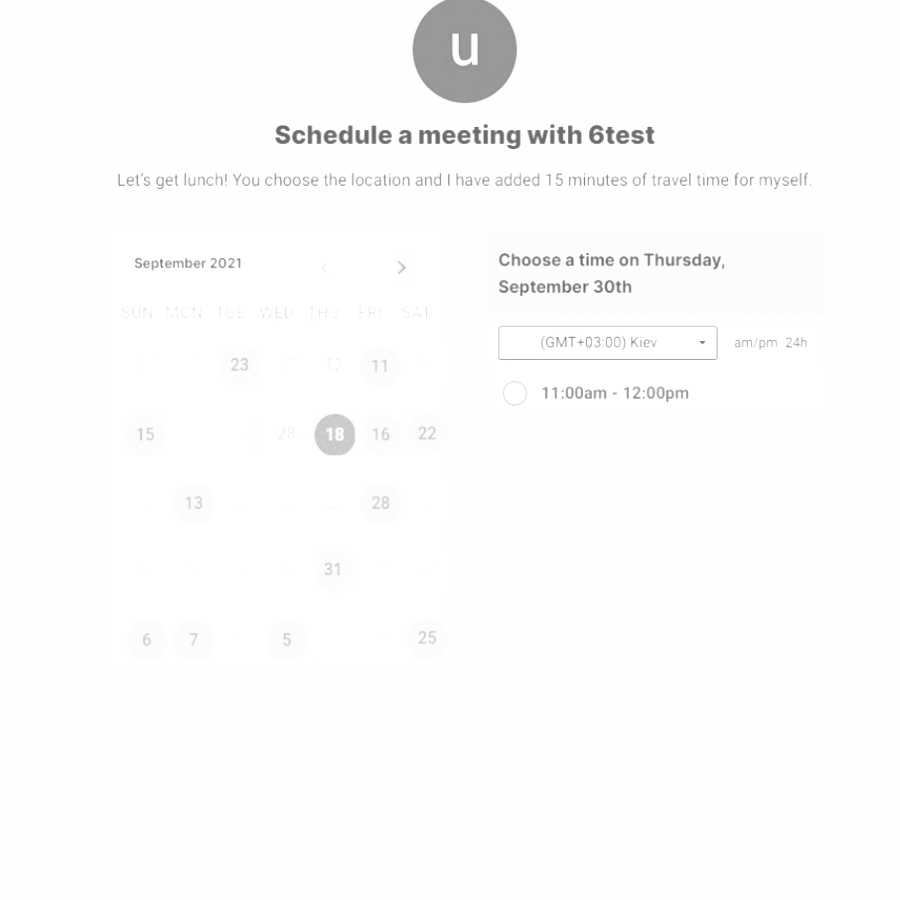 u
Schedule a meeting with 6test
Let's get lunch! You choose the location and I have added 15 minutes of travel time for myself.
September 2021
SUN MON TUE WED THU FRI SAT
23 12 11
15 28 18 16 22
13 28
31
6 7 5 25
Choose a time on Thursday,
September 30th
(GMT+03:00) Kiev am/pm 24h
11:00am - 12:00pm